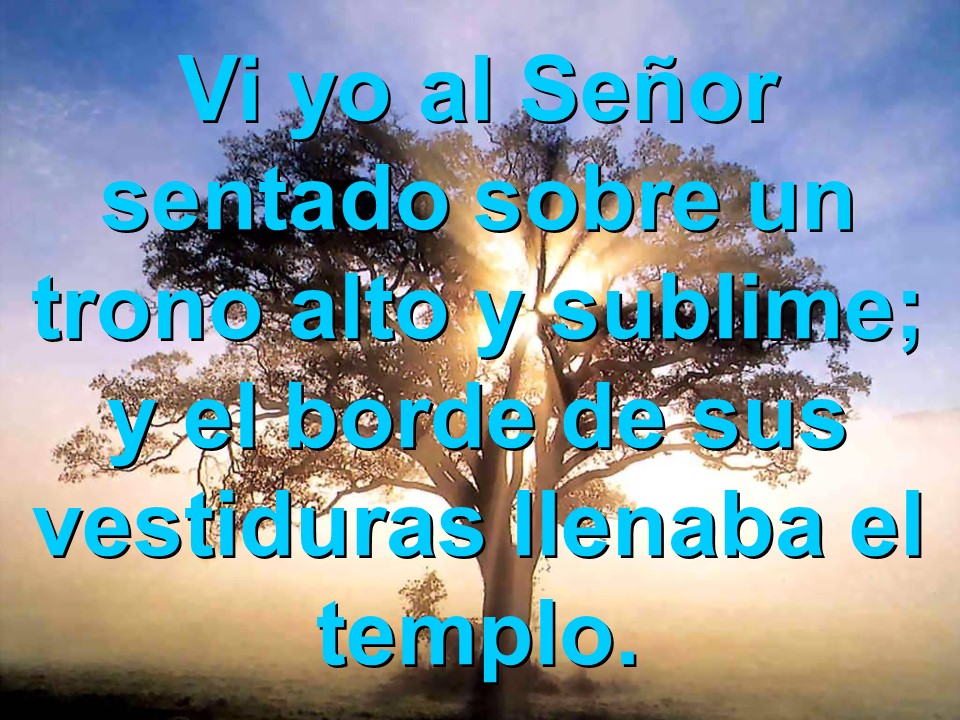 Vi yo al Señor
sentado sobre un
trono alto y sublime;
y el borde de sus
vestiduras llenaba el
templo.